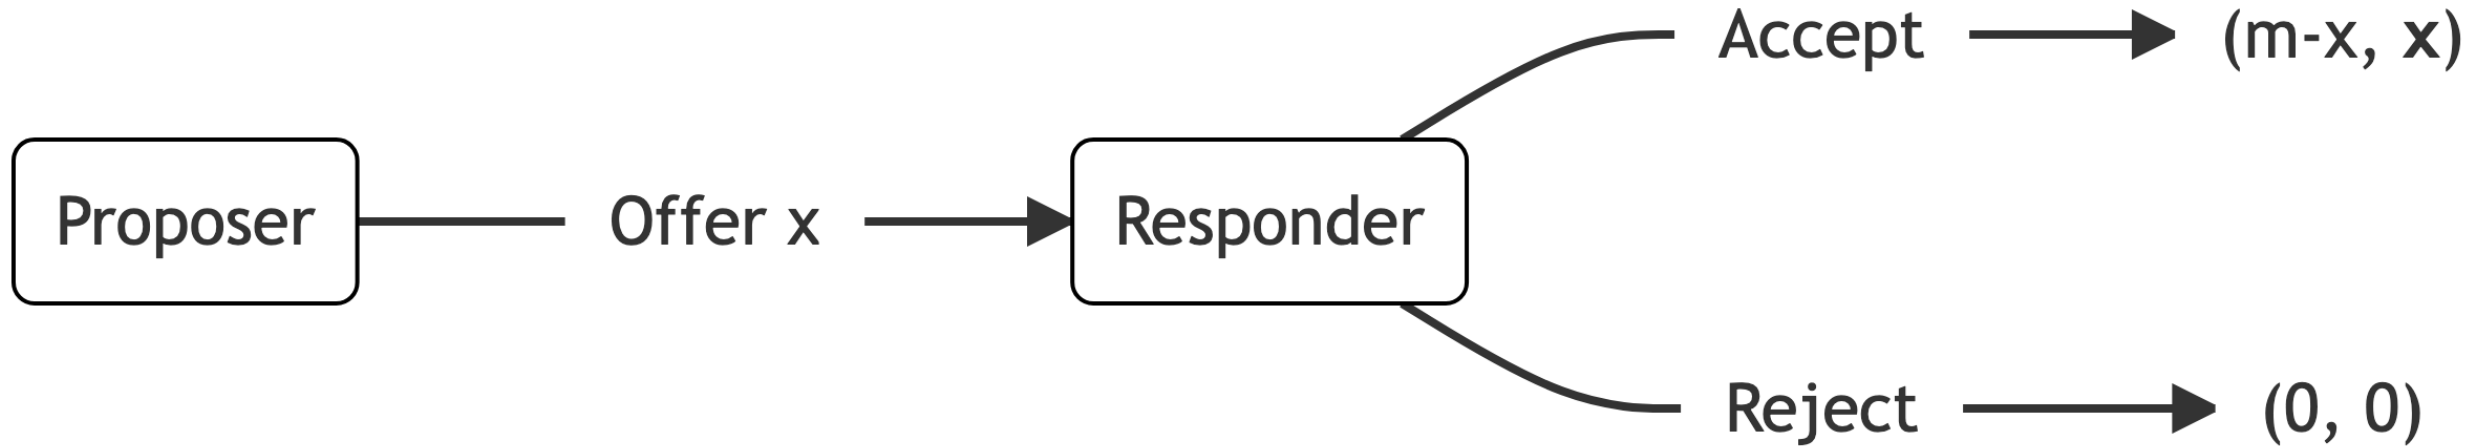 Proposer
Offer x
Responder
Accept
(m-x, x)
Reject
(0, 0)